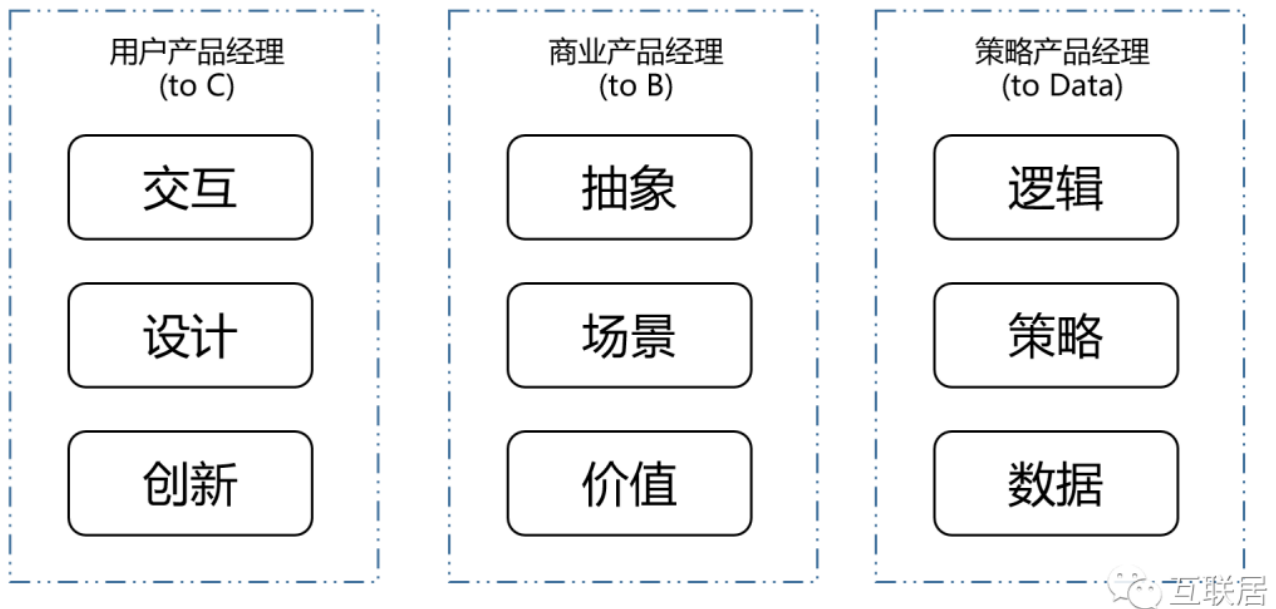 用户产品经理
(to C)
交互
设计
创新
商业产品经理
(to B)
抽象
场景
价值
策略产品经理
(to Data)
逻辑
策略
数据
互联居